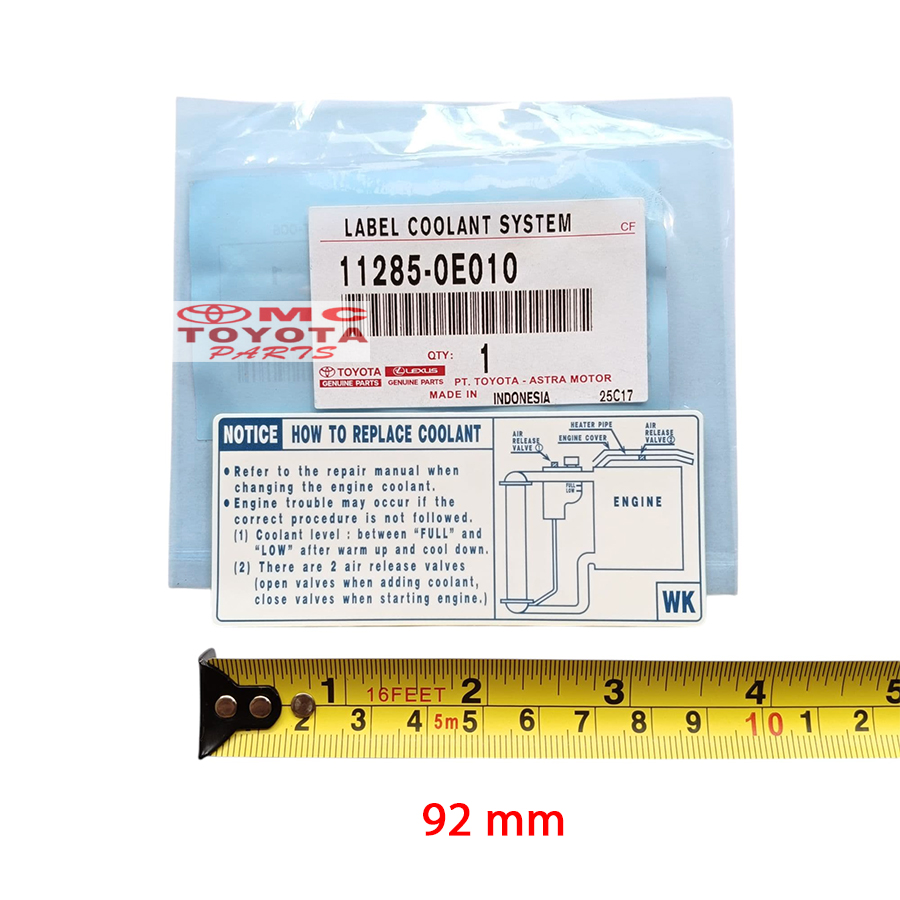 LABEL COOLANT SYSTEM
CF
11285-0E010
OMC
TOYOTA
PARTS
QTY: 1
TOYOTA
GENUINE PARTS
LEXUS
GENUINE PARTS
PT. TOYOTA - ASTRA MOTOR
MADE IN INDONESIA 25C17
NOTICE HOW TO REPLACE COOLANT
•Refer to the repair manual when
changing the engine coolant.
•Engine trouble may occur if the
correct procedure is not followed.
(1) Coolant level : between "FULL" and
"LOW" after warm up and cool down.
(2) There are 2 air release valves
(open valves when adding coolant,
close valves when starting engine.)
AIR
RELEASE
VALVE ①
HEATER PIPE
ENGINE COVER
AIR
RELEASE
VALVE ②
FULL
LOW
ENGINE
WK
1 16FEET 2 3 4 5
2 3 4 5m 5 6 7 8 9 10 1 2
92 mm